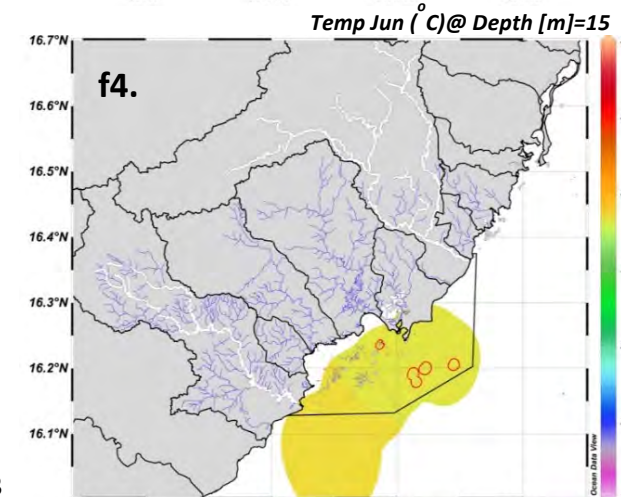 Temp Jun (°C)@ Depth [m]=15
16.7°N
f4.
16.6°N
16.5°N
16.4°N
16.3°N
16.2°N
16.1°N
Ocean Data View